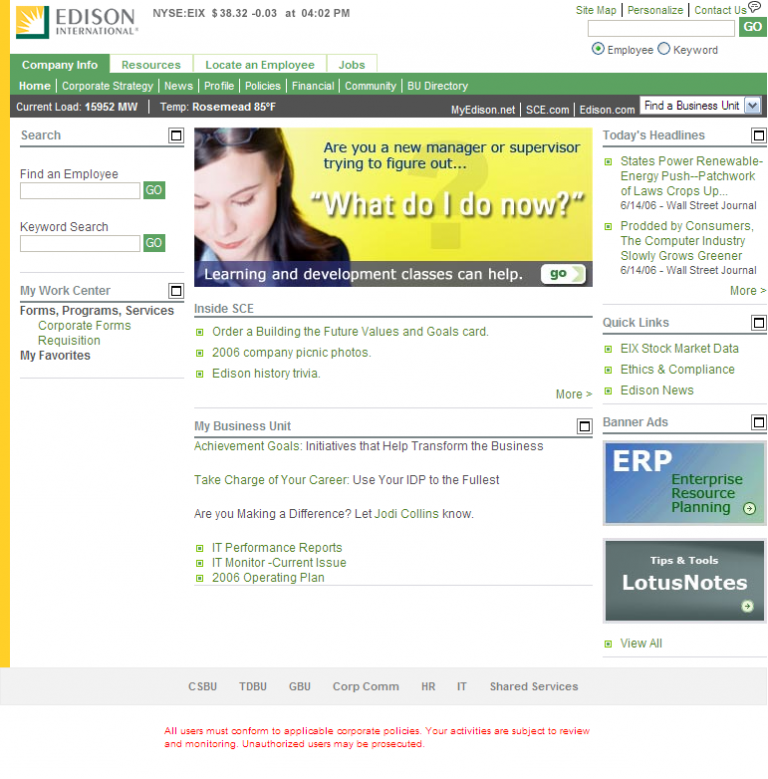 EDISON
INTERNATIONAL®
NYSE:EIX $38.32 -0.03 at 04:02 PM
Site Map | Personalize | Contact Us
GO
Employee Keyword
Company Info Resources Locate an Employee Jobs
Home | Corporate Strategy | News | Profile | Policies | Financial | Community | BU Directory
Current Load: 15952 MW | Temp: Rosemead 85°F
MyEdison.net | SCE.com | Edison.com Find a Business Unit
Search
Find an Employee
GO
Keyword Search
GO
My Work Center
Forms, Programs, Services
Corporate Forms
Requisition
My Favorites
Are you a new manager or supervisor
trying to figure out...
?
"What do I do now?"
Learning and development classes can help. go
Inside SCE
Order a Building the Future Values and Goals card.
2006 company picnic photos.
Edison history trivia.
More >
My Business Unit
Achievement Goals: Initiatives that Help Transform the Business
Take Charge of Your Career: Use Your IDP to the Fullest
Are you Making a Difference? Let Jodi Collins know.
IT Performance Reports
IT Monitor -Current Issue
2006 Operating Plan
Today's Headlines
States Power Renewable-
Energy Push--Patchwork
of Laws Crops Up...
6/14/06 - Wall Street Journal
Prodded by Consumers,
The Computer Industry
Slowly Grows Greener
6/14/06 - Wall Street Journal
More >
Quick Links
EIX Stock Market Data
Ethics & Compliance
Edison News
Banner Ads
ERP
Enterprise
Resource
Planning
Tips & Tools
LotusNotes
View All
CSBU TDBU GBU Corp Comm HR IT Shared Services
All users must conform to applicable corporate policies. Your activities are subject to review
and monitoring. Unauthorized users may be prosecuted.